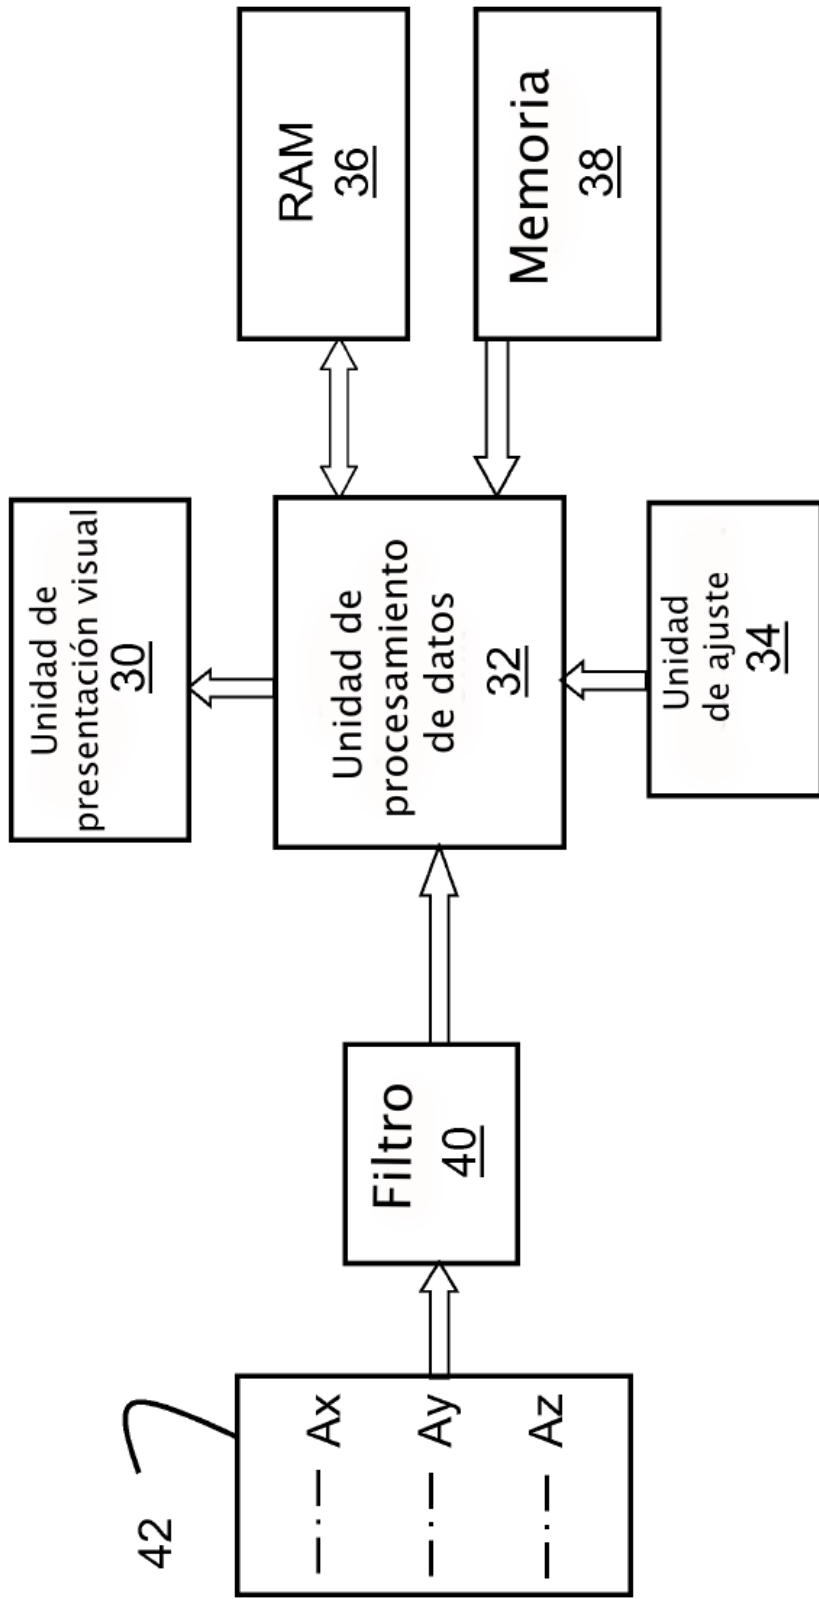 42
Ax
Ay
Az
Filtro
40
Unidad de
presentación visual
30
Unidad de
procesamiento
de datos
32
Unidad
de ajuste
34
RAM
36
Memoria
38